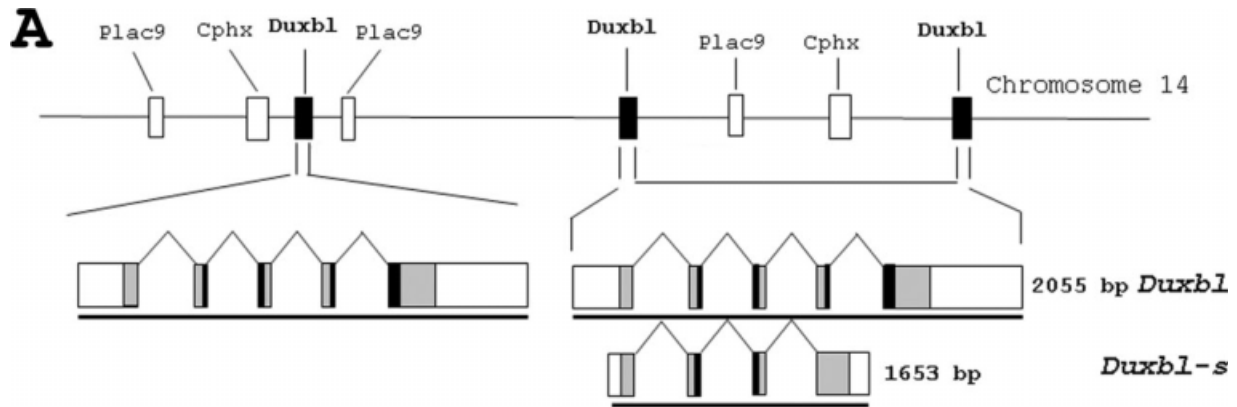 A
Plac9 Cphx Duxbl Plac9 Duxbl Plac9 Cphx Duxbl
Chromosome 14
2055 bp Duxbl
1653 bp Duxbl-s